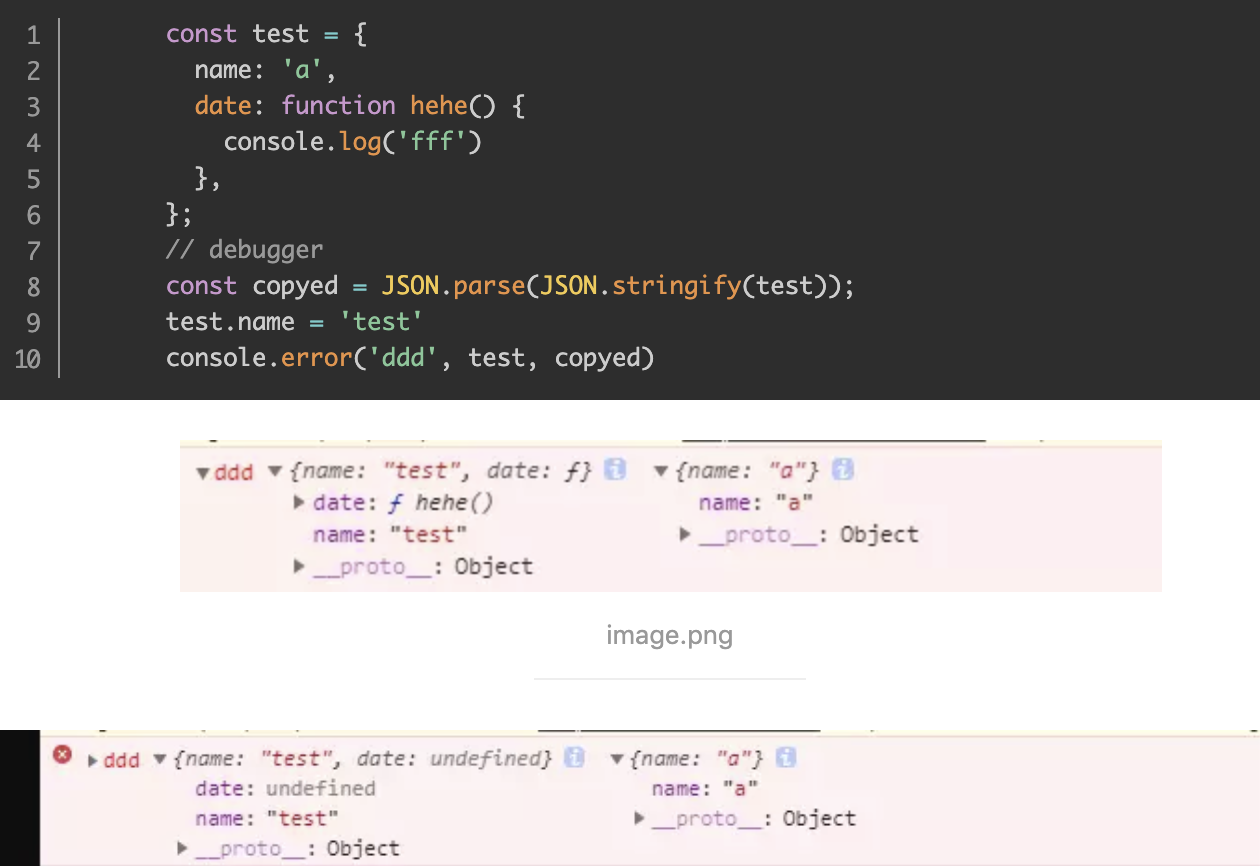 1 const test = {
2 name: 'a',
3 date: function hehe() {
4 console.log('fff')
5 },
6 };
7 // debugger
8 const copyed = JSON.parse(JSON.stringify(test));
9 test.name = 'test'
10 console.error('ddd', test, copyed)
▼ddd ▼{name: "test", date: ƒ} i ▼{name: "a"} i
▶date: ƒ hehe() name: "a"
name: "test" ▶__proto__: Object
▶__proto__: Object
image.png
▶ddd ▼{name: "test", date: undefined} i ▼{name: "a"} i
date: undefined name: "a"
name: "test" ▶__proto__: Object
▶__proto__: Object